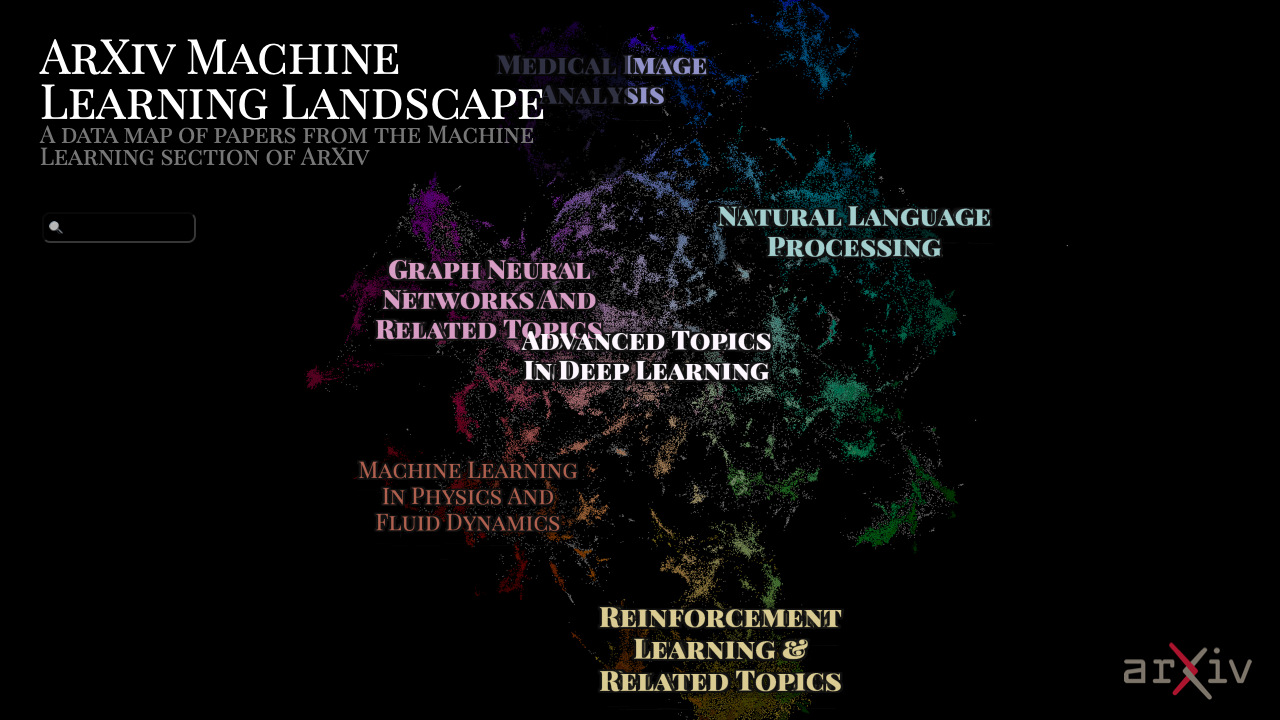 ArXiv Machine
Learning Landscape
A data map of papers from the Machine
Learning section of ArXiv
Medical Image
Analysis
Natural Language
Processing
Graph Neural
Networks And
Related Topics
Advanced Topics
In Deep Learning
Machine Learning
In Physics And
Fluid Dynamics
Reinforcement
Learning &
Related Topics
arXiv